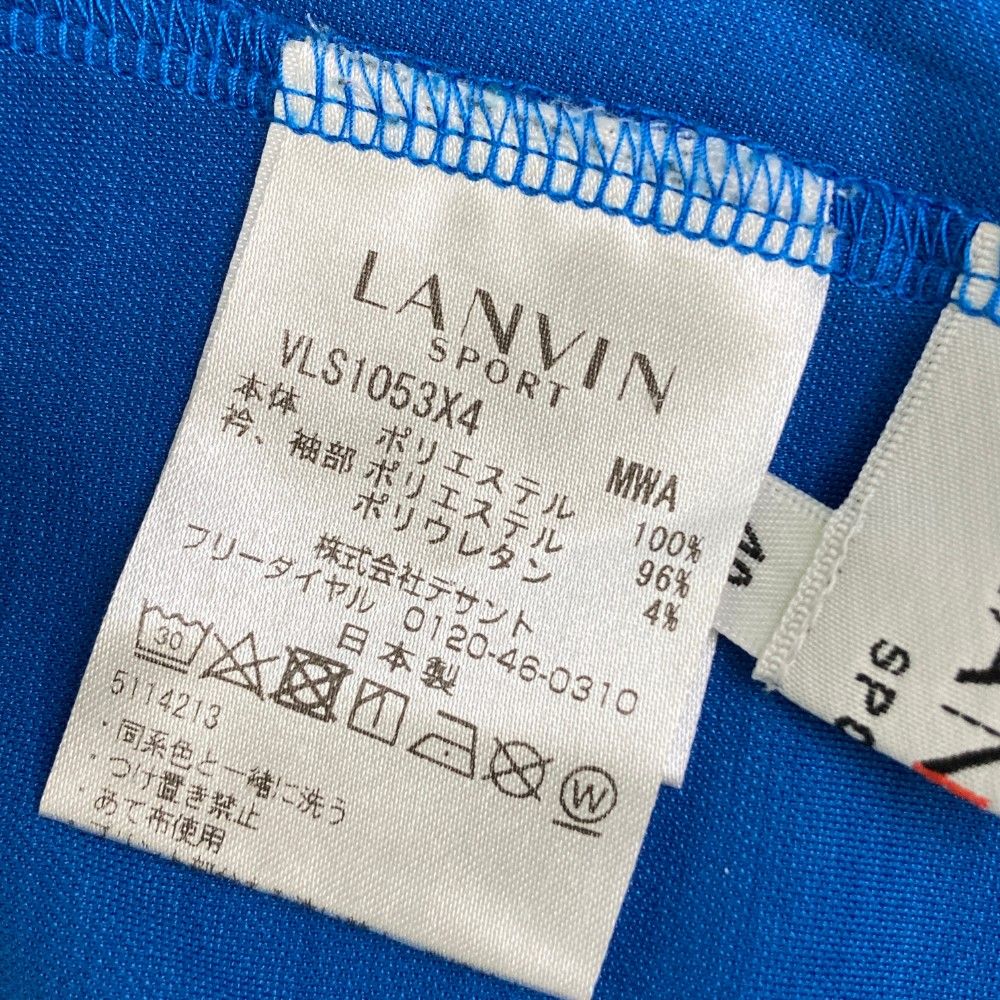 LANVIN
SPORT
VLS1053X4 MWA
本体 ポリエステル 100%
衿、袖部 ポリエステル 96%
ポリウレタン 4%
株式会社デサント
フリーダイヤル 0120-46-0310
日本製
30
W
5114213
・同系色と一緒に洗う
・つけ置き禁止
・あて布使用
40
SPO